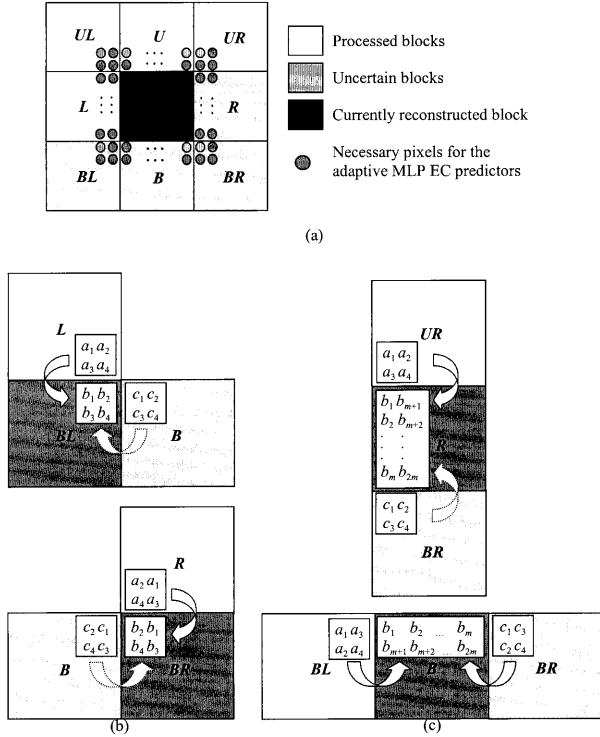 UL U UR
L R
BL B BR
Processed blocks
Uncertain blocks
Currently reconstructed block
Necessary pixels for the
adaptive MLP EC predictors
(a)
L
a1 a2
a3 a4
b1 b2
b3 b4
c1 c2
c3 c4
BL B
R
a2 a1
a4 a3
c2 c1
c4 c3
b2 b1
b4 b3
B BR
(b)
UR
a1 a2
a3 a4
b1 bm+1
b2 bm+2
. .
. .
R
bm b2m
c1 c2
c3 c4
BR
a1 a3
a2 a4
b1 b2 ... bm
bm+1 bm+2 ... b2m
c1 c3
c2 c4
BL B BR
(c)